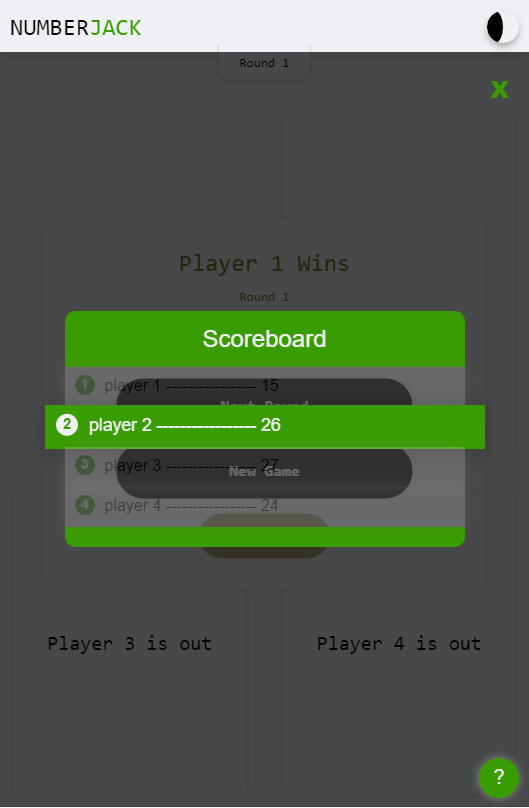 NUMBERJACK
Round 1
X
Player 1 Wins
Round 1
Scoreboard
1 player 1 ----------------- 15
Next Round
2 player 2 ----------------- 26
3 player 3 ----------------- 27
New Game
4 player 4 ----------------- 24
Player 3 is out
Player 4 is out
?